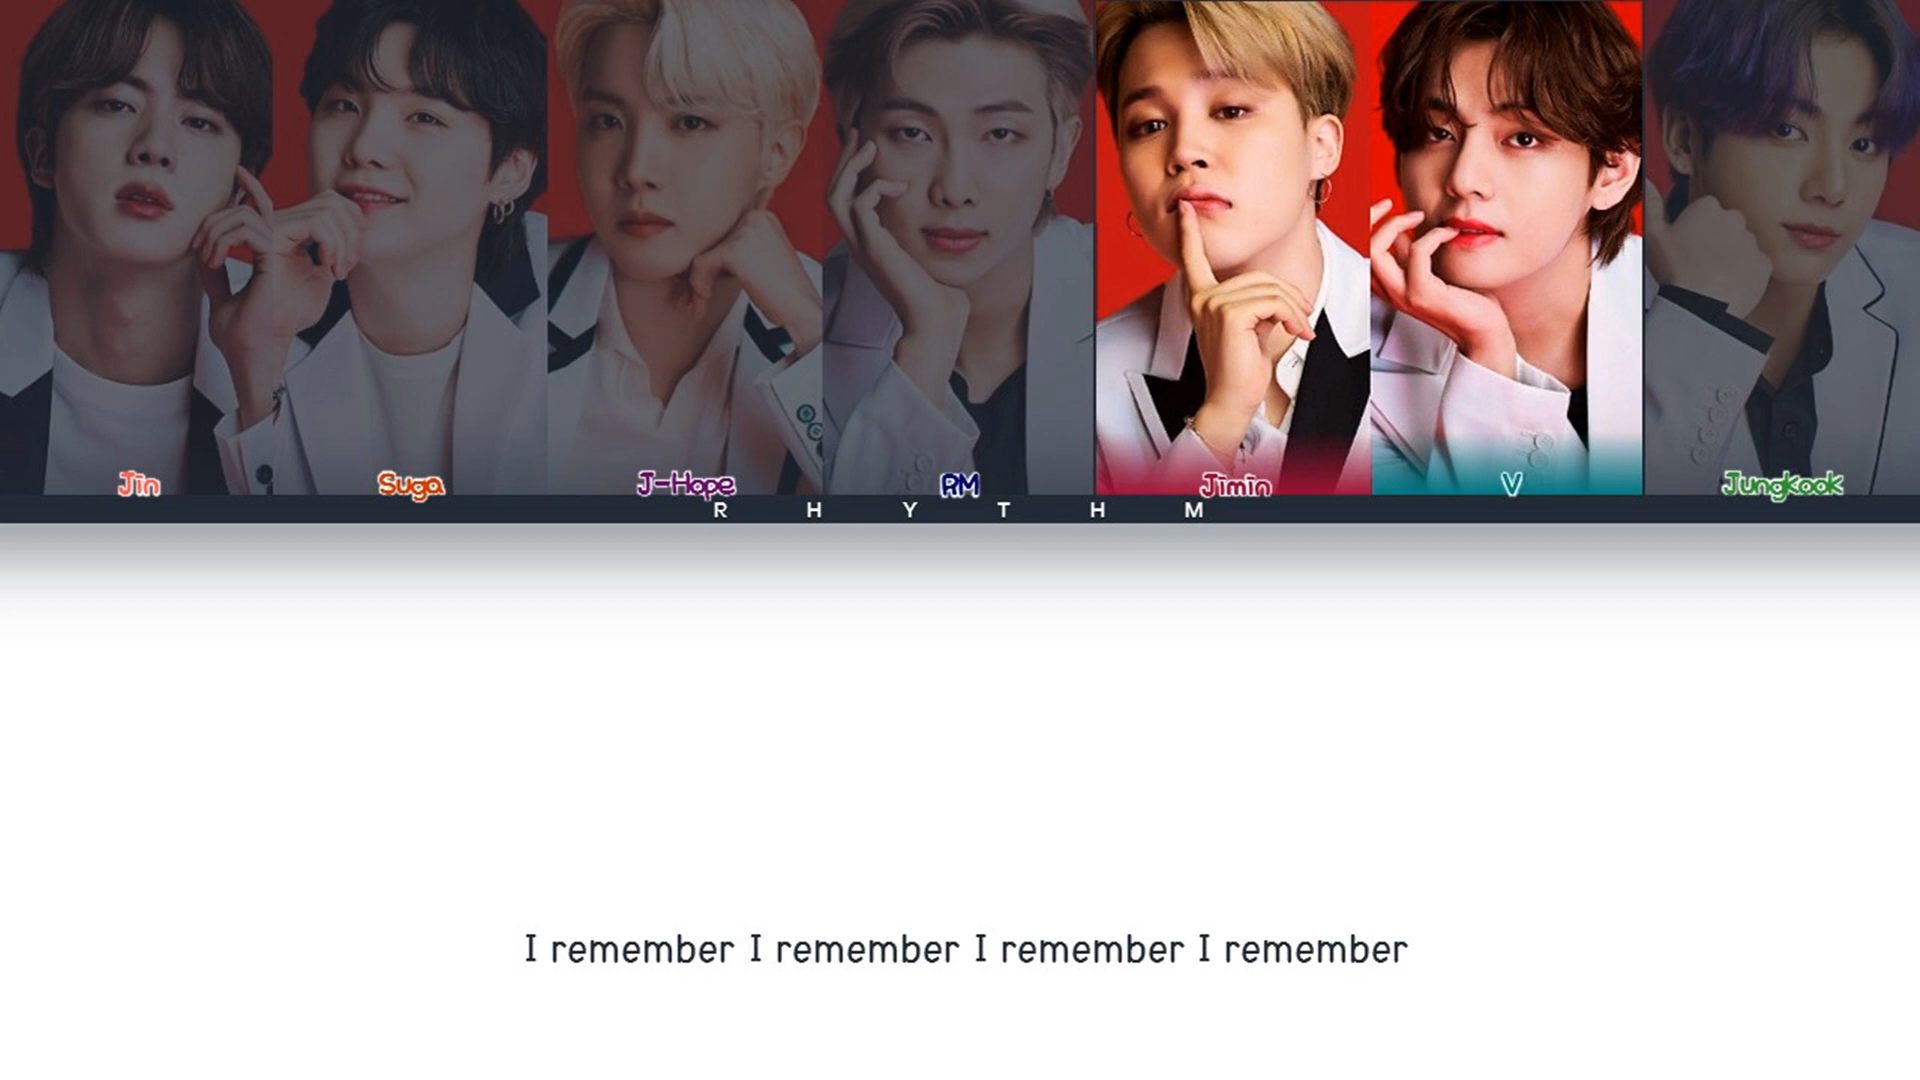 Jin Suga J-Hope RM Jimin V Jungkook
R H Y T H M
I remember I remember I remember I remember